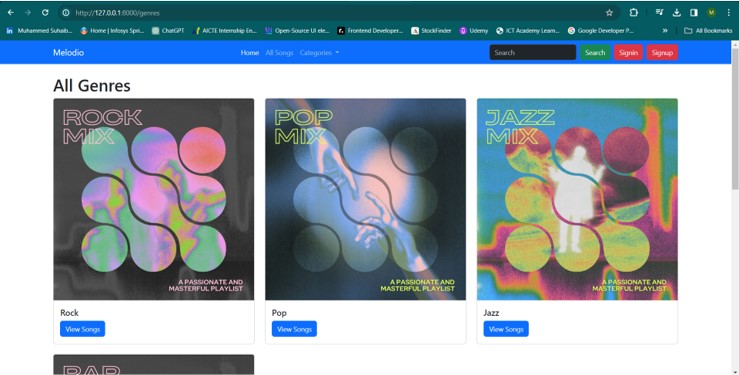 http://127.0.0.1:8000/genres
Muhammed Suhaib...
Home | Infosys Spri...
ChatGPT
AICTE Internship En...
Open-Source UI ele...
Frontend Developer...
StockFinder
Udemy
ICT Academy Learn...
Google Developer P...
All Bookmarks
Melodio
Home
All Songs
Categories
Search
Search
Signin
Signup
All Genres
ROCK
MIX
A PASSIONATE AND
MASTERFUL PLAYLIST
Rock
View Songs
POP
MIX
A PASSIONATE AND
MASTERFUL PLAYLIST
Pop
View Songs
JAZZ
MIX
A PASSIONATE AND
MASTERFUL PLAYLIST
Jazz
View Songs
RAP